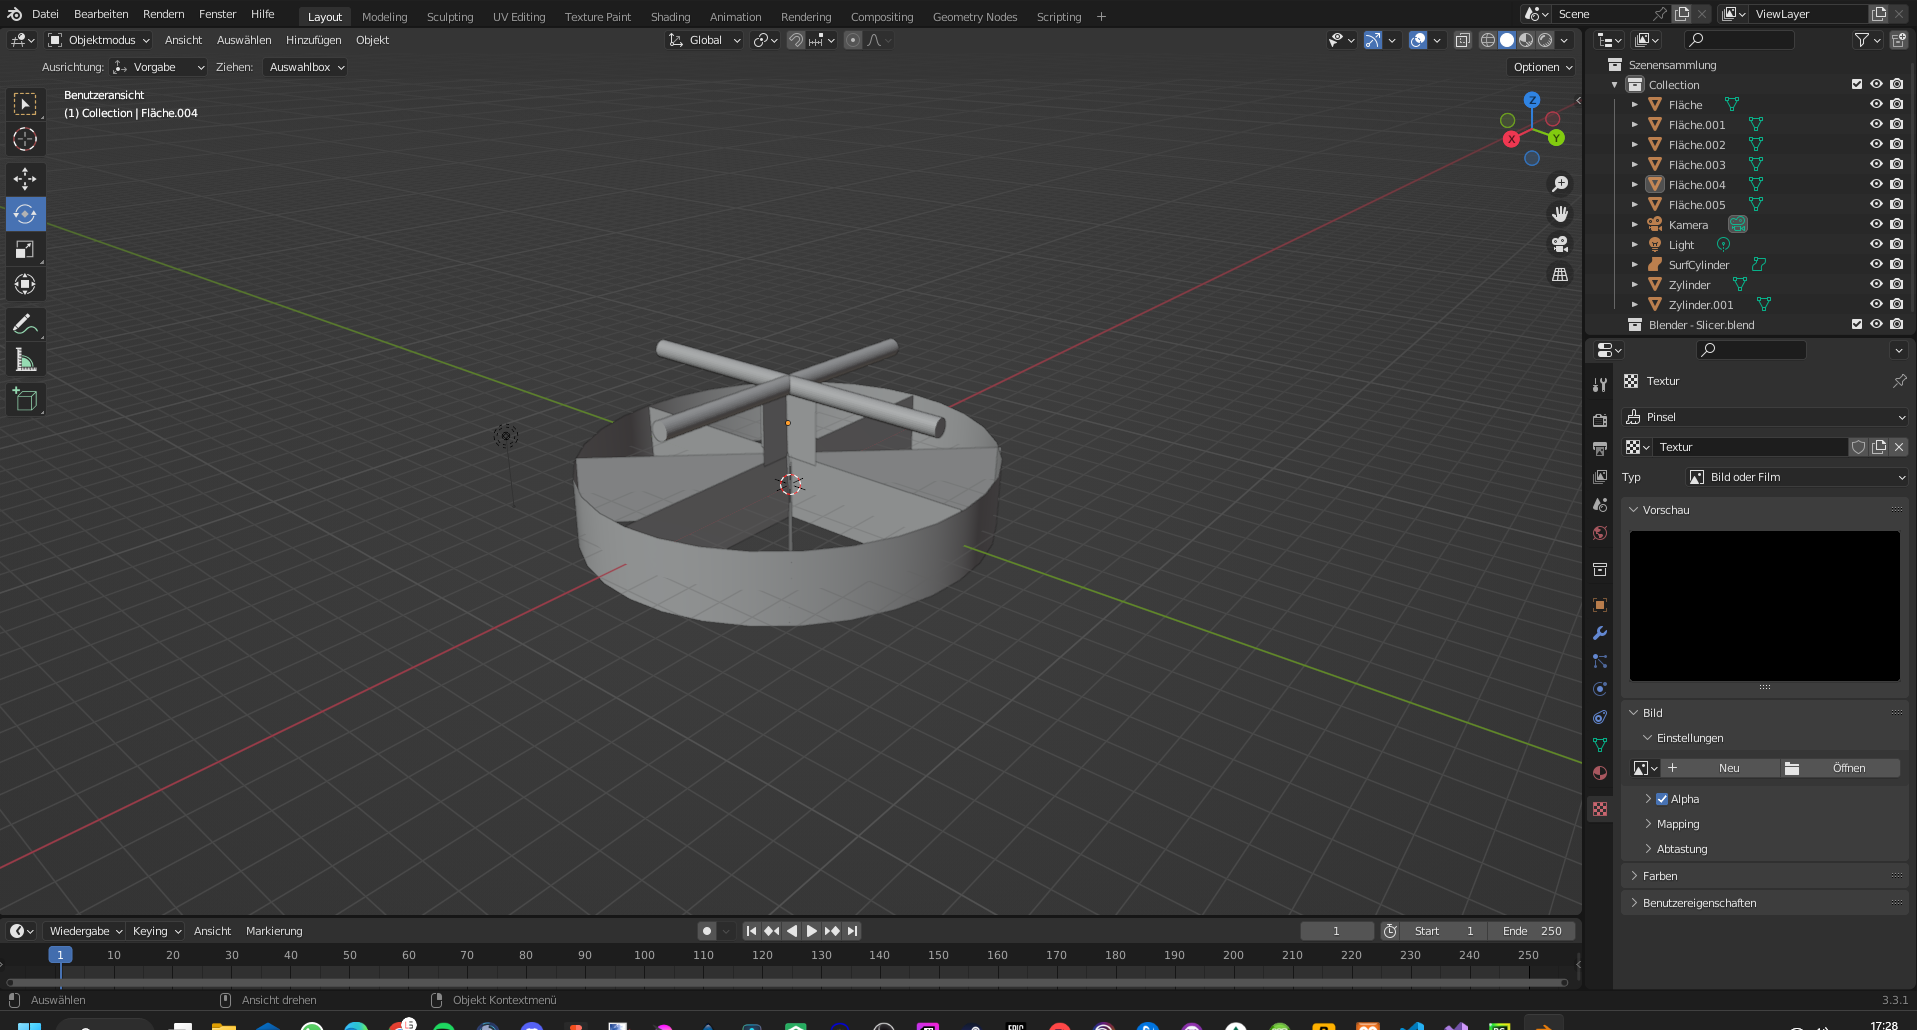 Datei Bearbeiten Rendern Fenster Hilfe Layout Modeling Sculpting UV Editing Texture Paint Shading Animation Rendering Compositing Geometry Nodes Scripting + Scene ViewLayer
Objektmodus Ansicht Auswählen Hinzufügen Objekt Global
Ausrichtung: Vorgabe Ziehen: Auswahlbox Optionen
Benutzeransicht
(1) Collection | Fläche.004
Z
X
Y
Szenensammlung
Collection
Fläche
Fläche.001
Fläche.002
Fläche.003
Fläche.004
Fläche.005
Kamera
Light
SurfCylinder
Zylinder
Zylinder.001
Blender - Slicer.blend
Textur
Pinsel
Textur
Typ Bild oder Film
Vorschau
Bild
Einstellungen
Neu Öffnen
Alpha
Mapping
Abtastung
Farben
Benutzereigenschaften
Wiedergabe Keying Ansicht Markierung 1 Start 1 Ende 250
1 10 20 30 40 50 60 70 80 90 100 110 120 130 140 150 160 170 180 190 200 210 220 230 240 250
Auswählen Ansicht drehen Objekt Kontextmenü 3.3.1
LS EPIC PC 17:28